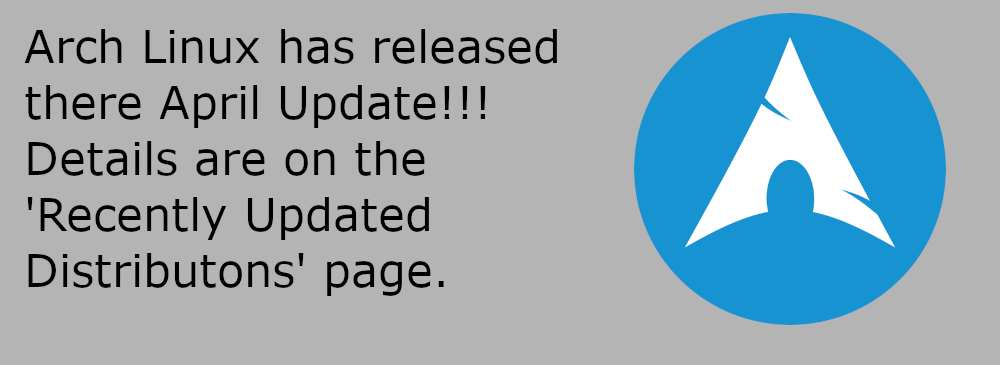 Arch Linux has released
there April Update!!!
Details are on the
'Recently Updated
Distributons' page.